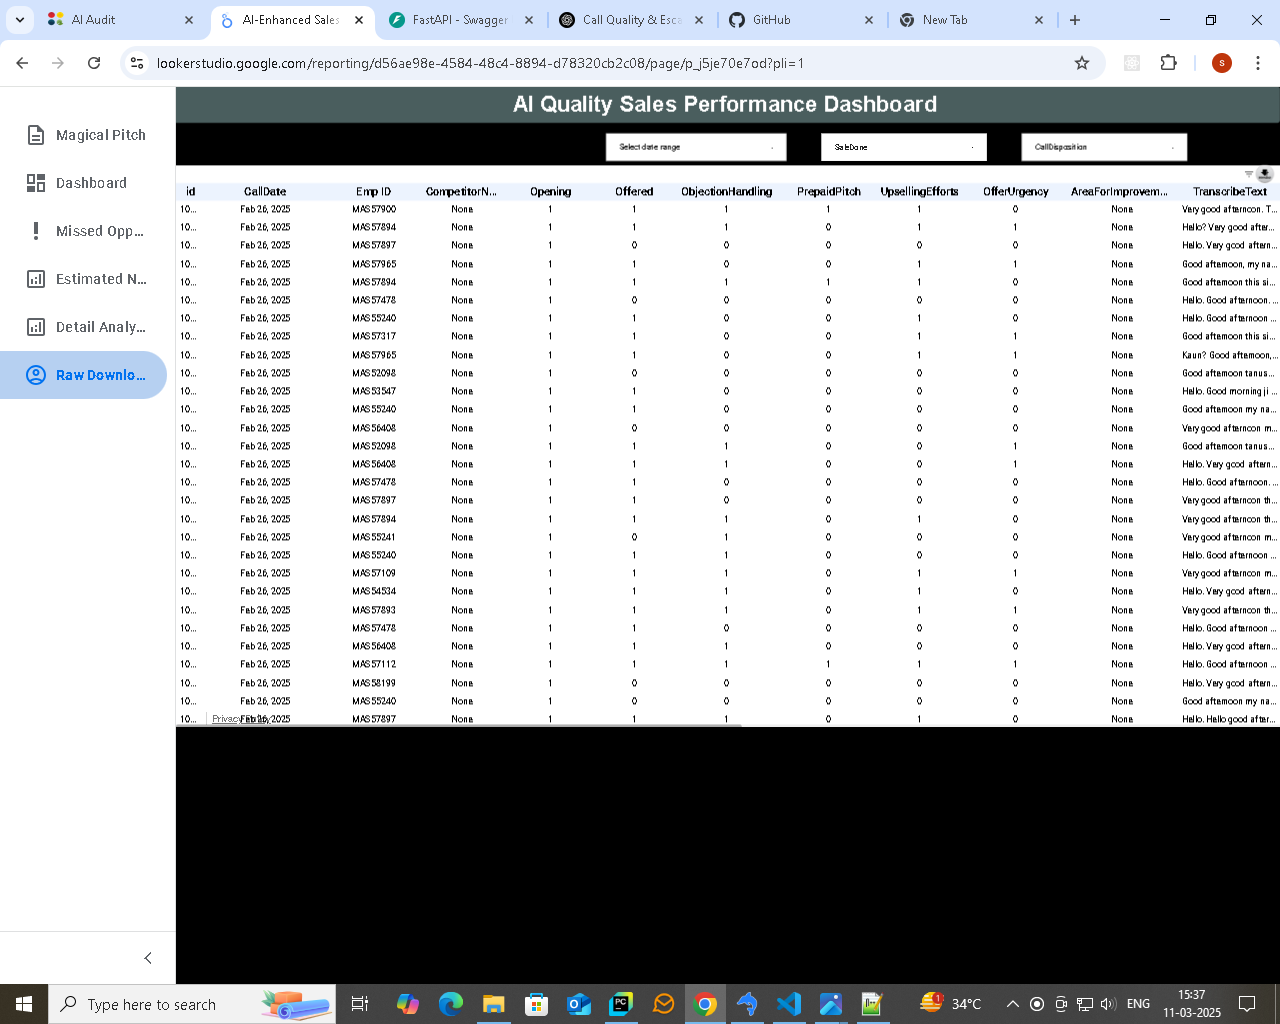 AI Audit
AI-Enhanced Sales
FastAPI - Swagger
Call Quality & Esca
GitHub
New Tab
lookerstudio.google.com/reporting/d56ae98e-4584-48c4-8894-d78320cb2c08/page/p_j5je70e7od?pli=1
s
Magical Pitch
Dashboard
Missed Opp...
Estimated N...
Detail Analy...
Raw Downlo...
AI Quality Sales Performance Dashboard
Select date range
SaleDone
CallDisposition
id CallDate Emp ID CompetitorN... Opening Offered ObjectionHandling PrepaidPitch UpsellingEfforts OfferUrgency AreaForImprovem... TranscribeText
10... Feb 26, 2025 MAS57900 None 1 1 1 1 1 0 None Very good afternoon. T...
10... Feb 26, 2025 MAS57894 None 1 1 1 0 1 1 None Hello? Very good after...
10... Feb 26, 2025 MAS57897 None 1 0 0 0 0 0 None Hello. Very good aftern...
10... Feb 26, 2025 MAS57965 None 1 1 0 0 1 1 None Good afternoon, my na...
10... Feb 26, 2025 MAS57894 None 1 1 1 1 1 0 None Good afternoon this si...
10... Feb 26, 2025 MAS57478 None 1 0 0 0 0 0 None Hello. Good afternoon. ...
10... Feb 26, 2025 MAS55240 None 1 1 0 0 1 0 None Hello. Good afternoon ...
10... Feb 26, 2025 MAS57317 None 1 1 0 0 1 1 None Good afternoon this si...
10... Feb 26, 2025 MAS57965 None 1 1 0 0 1 1 None Kaun? Good afternoon,...
10... Feb 26, 2025 MAS52098 None 1 0 0 0 0 0 None Good afternoon tanus...
10... Feb 26, 2025 MAS53547 None 1 1 0 0 0 0 None Hello. Good morning ji ...
10... Feb 26, 2025 MAS55240 None 1 1 0 0 0 0 None Good afternoon my na...
10... Feb 26, 2025 MAS56408 None 1 0 0 0 0 0 None Very good afternoon m...
10... Feb 26, 2025 MAS52098 None 1 1 1 0 0 1 None Good afternoon tanus...
10... Feb 26, 2025 MAS56408 None 1 1 1 0 0 1 None Hello. Very good aftern...
10... Feb 26, 2025 MAS57478 None 1 1 0 0 0 0 None Hello. Good afternoon. ...
10... Feb 26, 2025 MAS57897 None 1 1 0 0 0 0 None Very good afternoon th...
10... Feb 26, 2025 MAS57894 None 1 1 1 0 1 0 None Very good afternoon th...
10... Feb 26, 2025 MAS55241 None 1 0 1 0 0 0 None Very good afternoon m...
10... Feb 26, 2025 MAS55240 None 1 1 1 0 0 0 None Hello. Good afternoon ...
10... Feb 26, 2025 MAS57109 None 1 1 1 0 1 1 None Very good afternoon m...
10... Feb 26, 2025 MAS54534 None 1 1 1 0 1 0 None Hello. Very good aftern...
10... Feb 26, 2025 MAS57893 None 1 1 1 0 1 1 None Very good afternoon th...
10... Feb 26, 2025 MAS57478 None 1 1 1 0 0 0 None Hello. Good afternoon ...
10... Feb 26, 2025 MAS56408 None 1 1 1 0 0 0 None Hello. Very good aftern...
10... Feb 26, 2025 MAS57112 None 1 1 1 1 1 1 None Hello. Good afternoon ...
10... Feb 26, 2025 MAS58199 None 1 0 0 0 0 0 None Hello. Very good aftern...
10... Feb 26, 2025 MAS55240 None 1 0 0 0 0 0 None Good afternoon my na...
10... Feb 26, 2025 MAS57897 None 1 1 1 0 1 0 None Hello. Hello good after...
Privacy
Type here to search
PC
1
34°C
ENG
15:37
11-03-2025